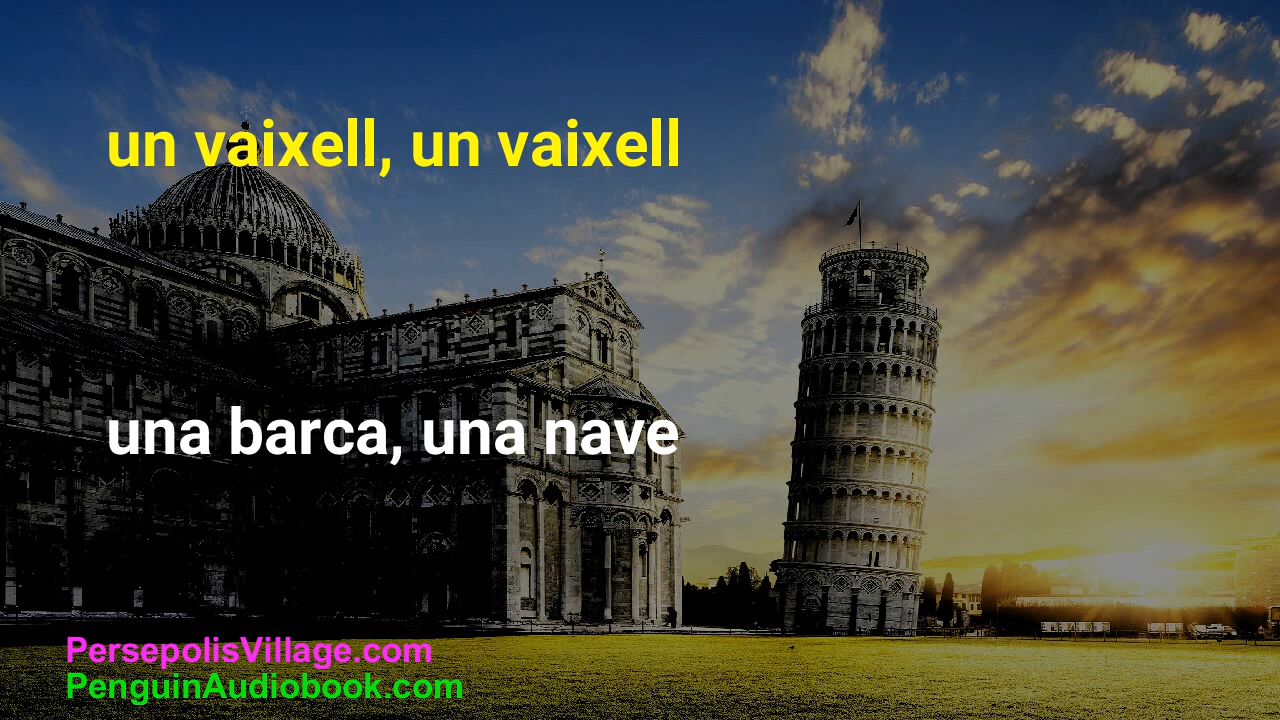 un vaixell, un vaixell
una barca, una nave
PersepolisVillage.com
PenguinAudiobook.com